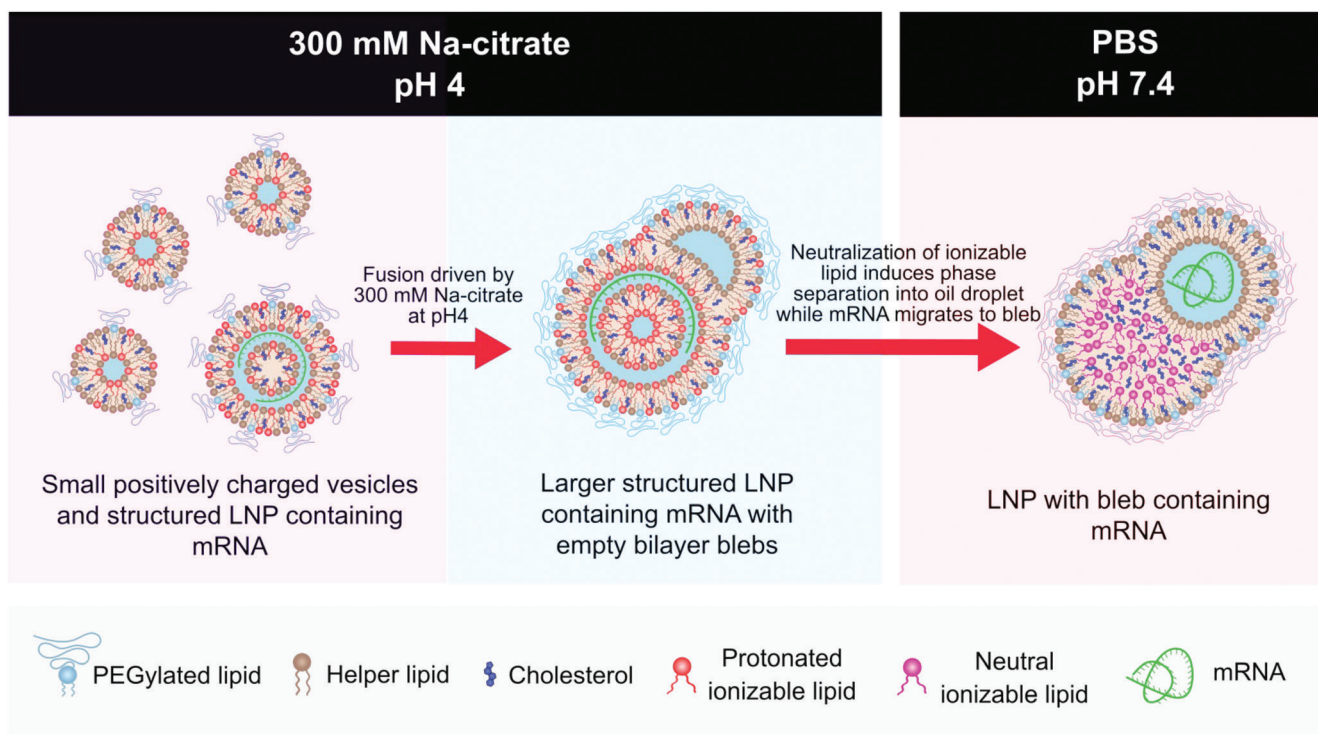 300 mM Na-citrate
pH 4
PBS
pH 7.4
Fusion driven by
300 mM Na-citrate
at pH4
Neutralization of ionizable
lipid induces phase
separation into oil droplet
while mRNA migrates to bleb
Small positively charged vesicles
and structured LNP containing
mRNA
Larger structured LNP
containing mRNA with
empty bilayer blebs
LNP with bleb containing
mRNA
PEGylated lipid
Helper lipid
Cholesterol
Protonated
ionizable lipid
Neutral
ionizable lipid
mRNA